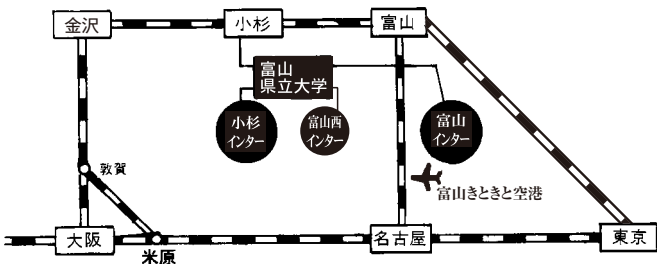 金沢
小杉
富山
富山
県立大学
小杉
インター
富山西
インター
富山
インター
敦賀
富山きときと空港
大阪
米原
名古屋
東京